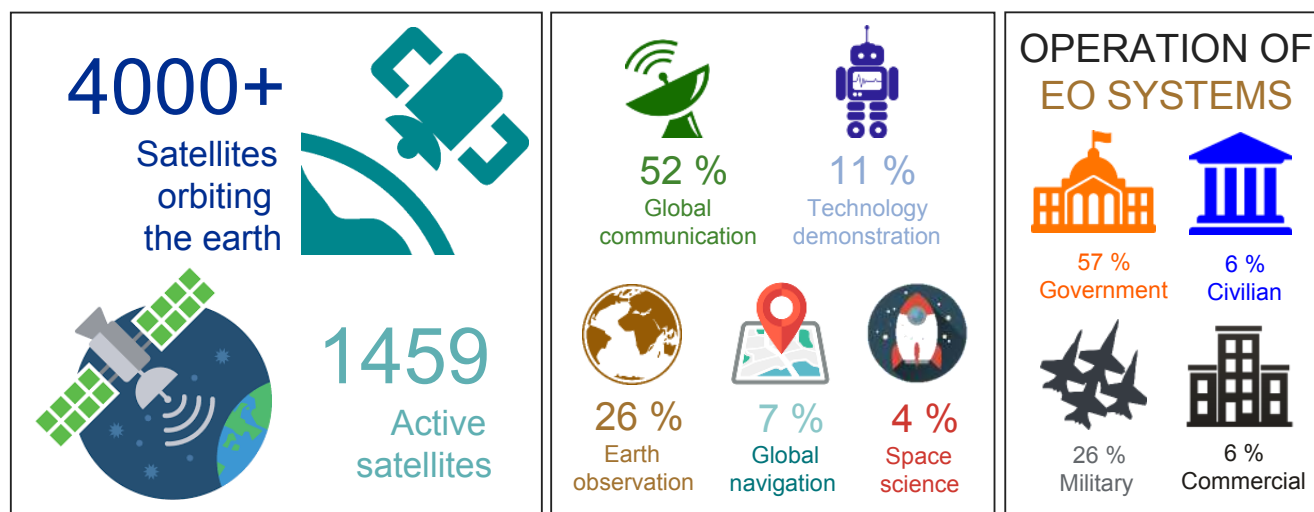 4000+
Satellites
orbiting
the earth
1459
Active
satellites
52 %
Global
communication
11 %
Technology
demonstration
26 %
Earth
observation
7 %
Global
navigation
4 %
Space
science
OPERATION OF
EO SYSTEMS
57 %
Government
6 %
Civilian
26 %
Military
6 %
Commercial